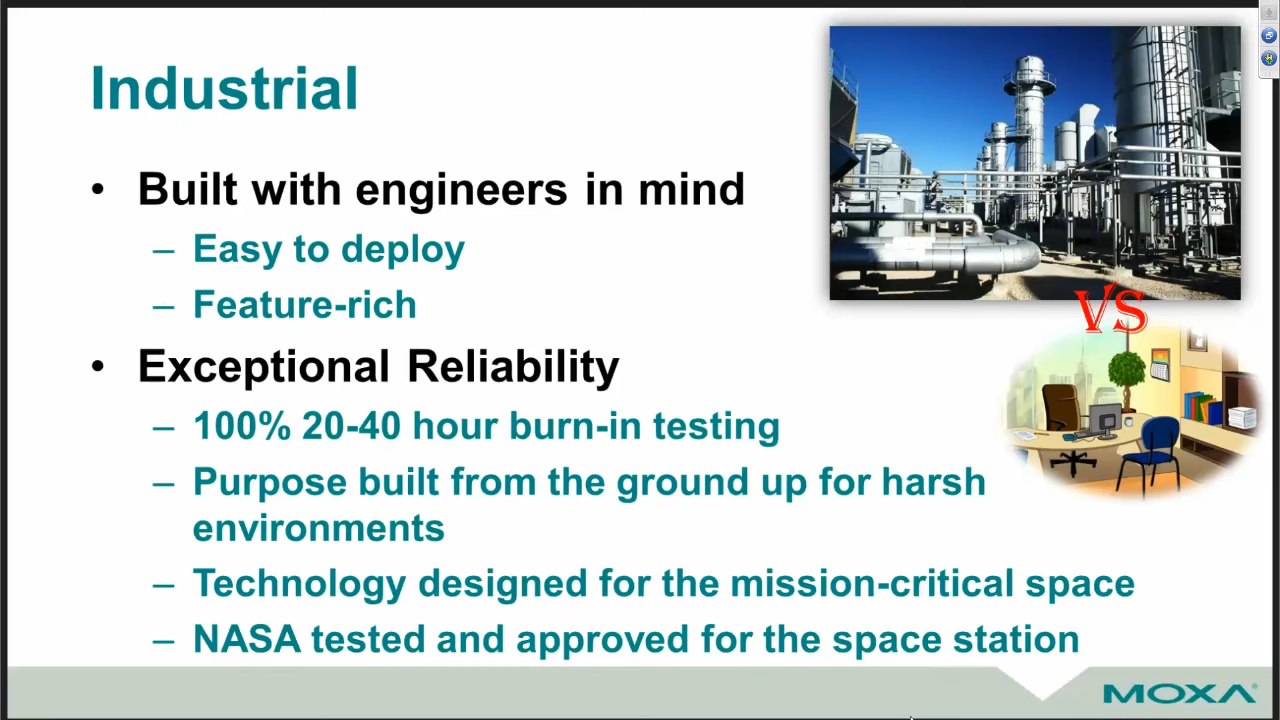 Industrial
• Built with engineers in mind
– Easy to deploy
– Feature-rich
• Exceptional Reliability
– 100% 20-40 hour burn-in testing
– Purpose built from the ground up for harsh
environments
– Technology designed for the mission-critical space
– NASA tested and approved for the space station
VS
MOXA®